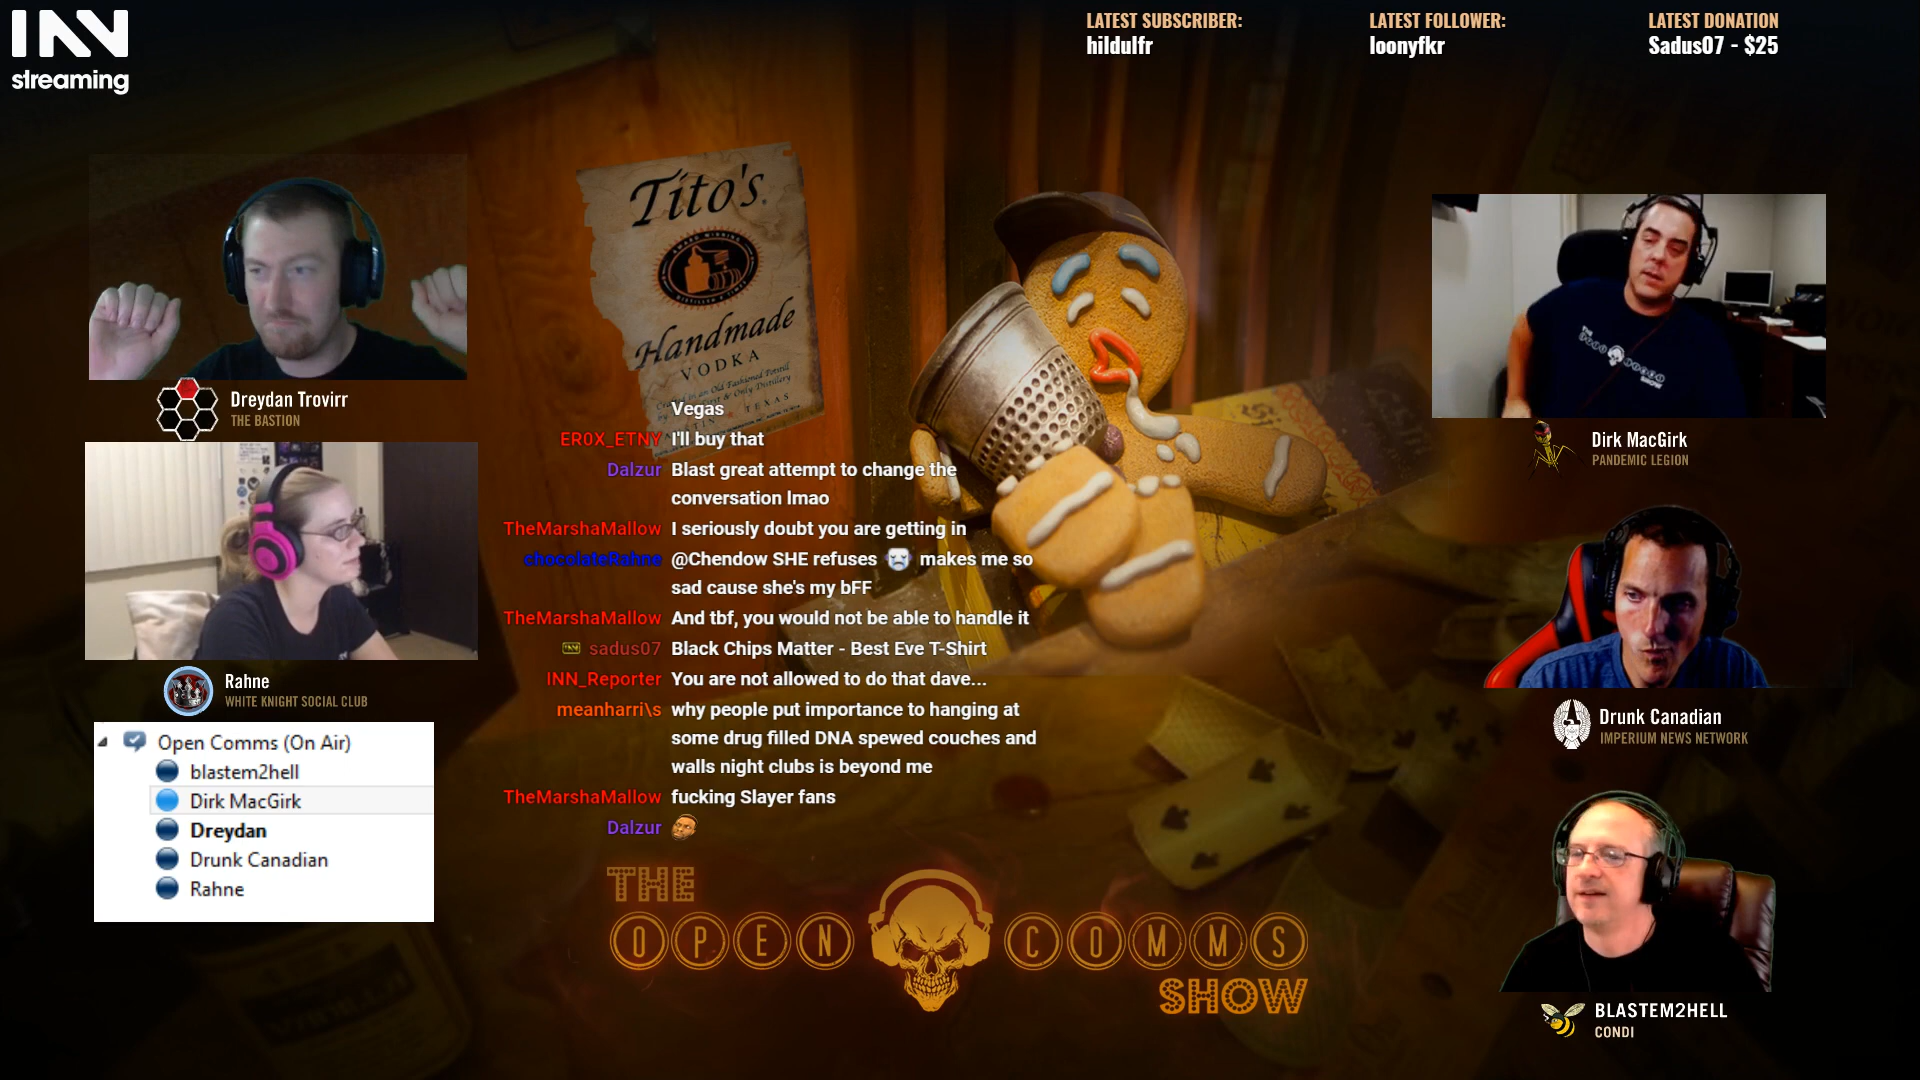 INN
streaming
LATEST SUBSCRIBER:
hildulfr
LATEST FOLLOWER:
loonyfkr
LATEST DONATION
Sadus07 - $25
Tito's
AWARD WINNING
Handmade
VODKA
TEXAS
Dreydan Trovirr
THE BASTION
Rahne
WHITE KNIGHT SOCIAL CLUB
Open Comms (On Air)
blastem2hell
Dirk MacGirk
Dreydan
Drunk Canadian
Rahne
Vegas
ER0X_ETNY I'll buy that
Dalzur Blast great attempt to change the
conversation lmao
TheMarshaMallow I seriously doubt you are getting in
chocolateRahne @Chendow SHE refuses makes me so
sad cause she's my bFF
TheMarshaMallow And tbf, you would not be able to handle it
sadus07 Black Chips Matter - Best Eve T-Shirt
INN_Reporter You are not allowed to do that dave...
meanharri\s why people put importance to hanging at
some drug filled DNA spewed couches and
walls night clubs is beyond me
TheMarshaMallow fucking Slayer fans
Dalzur
THE
OPEN COMMS
SHOW
Dirk MacGirk
PANDEMIC LEGION
Drunk Canadian
IMPERIUM NEWS NETWORK
BLASTEM2HELL
CONDI